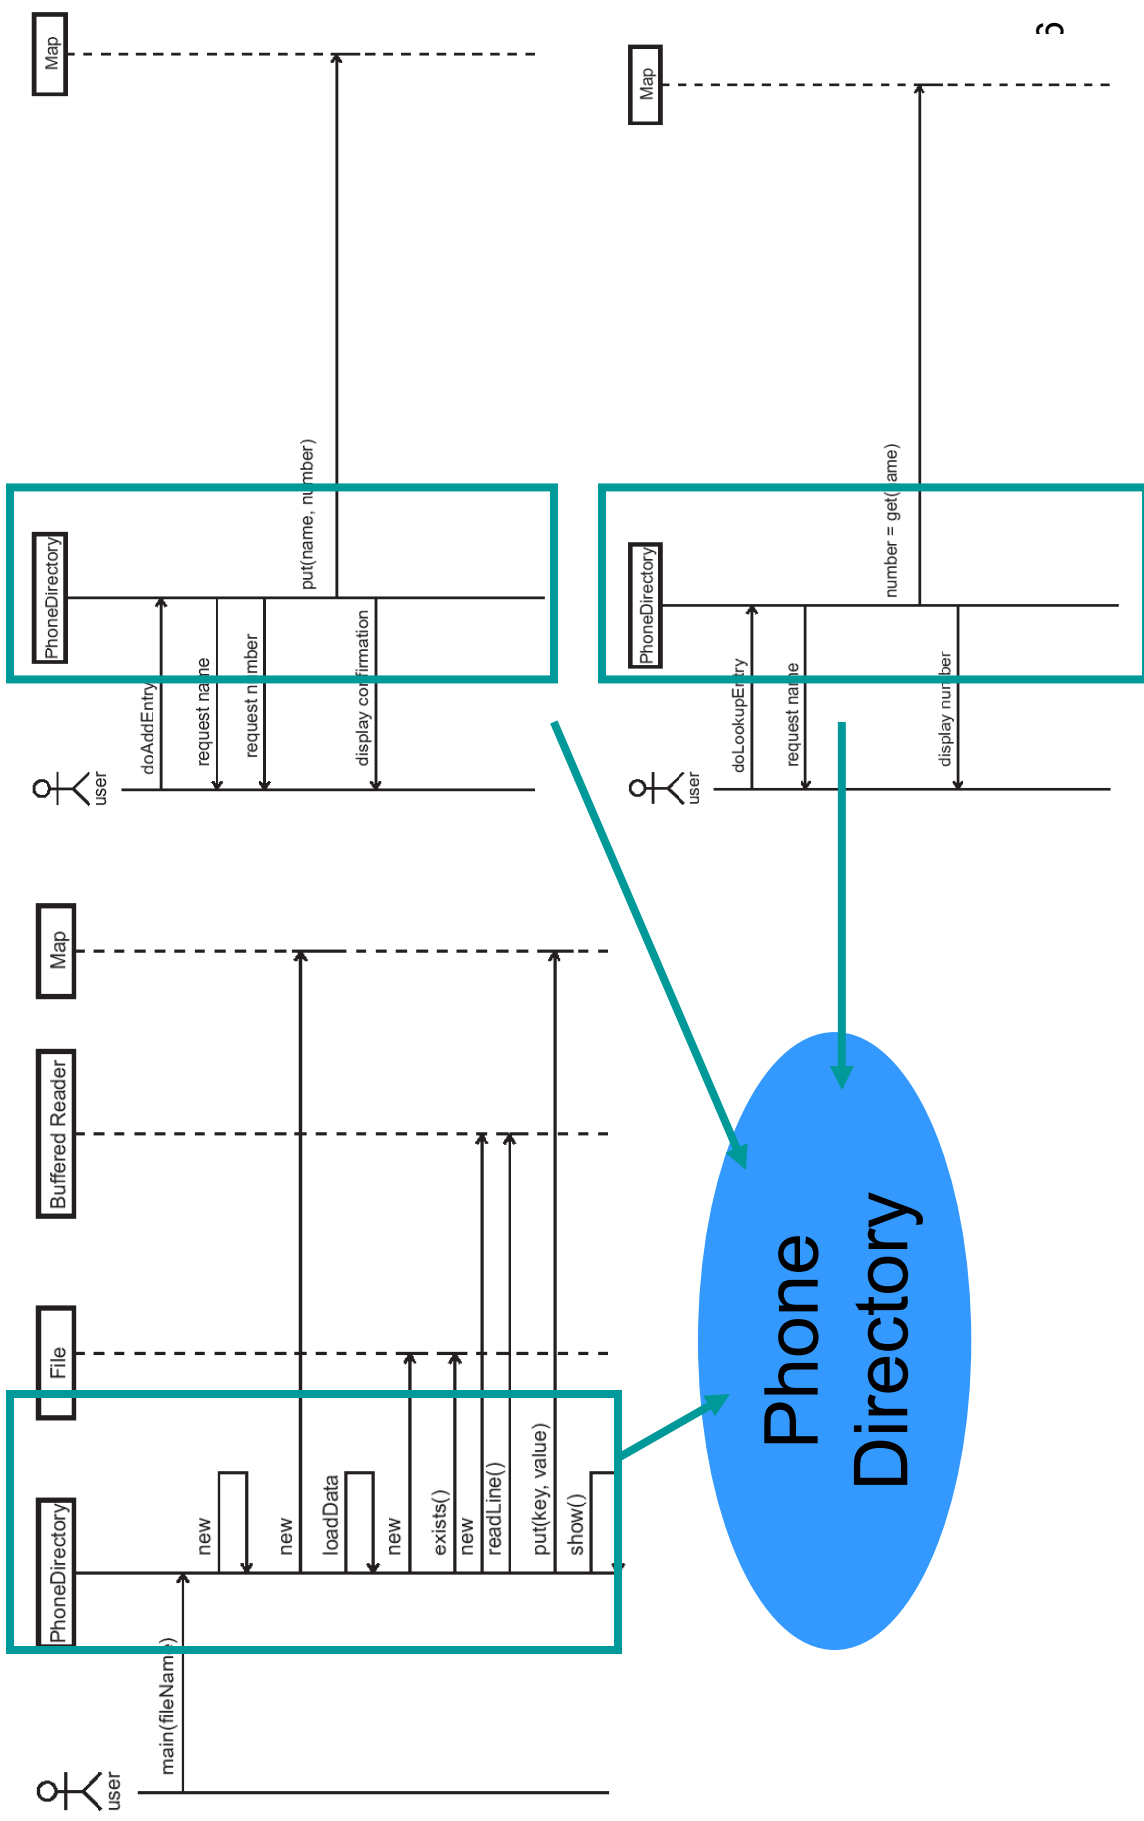 user
PhoneDirectory
File
Buffered Reader
Map
main(fileName)
new
new
loadData
new
exists()
new
readLine()
put(key, value)
show()
user
PhoneDirectory
Map
doAddEntry
request name
request number
put(name, number)
display confirmation
user
PhoneDirectory
Map
doLookupEntry
request name
number = get(name)
display number
Phone
Directory